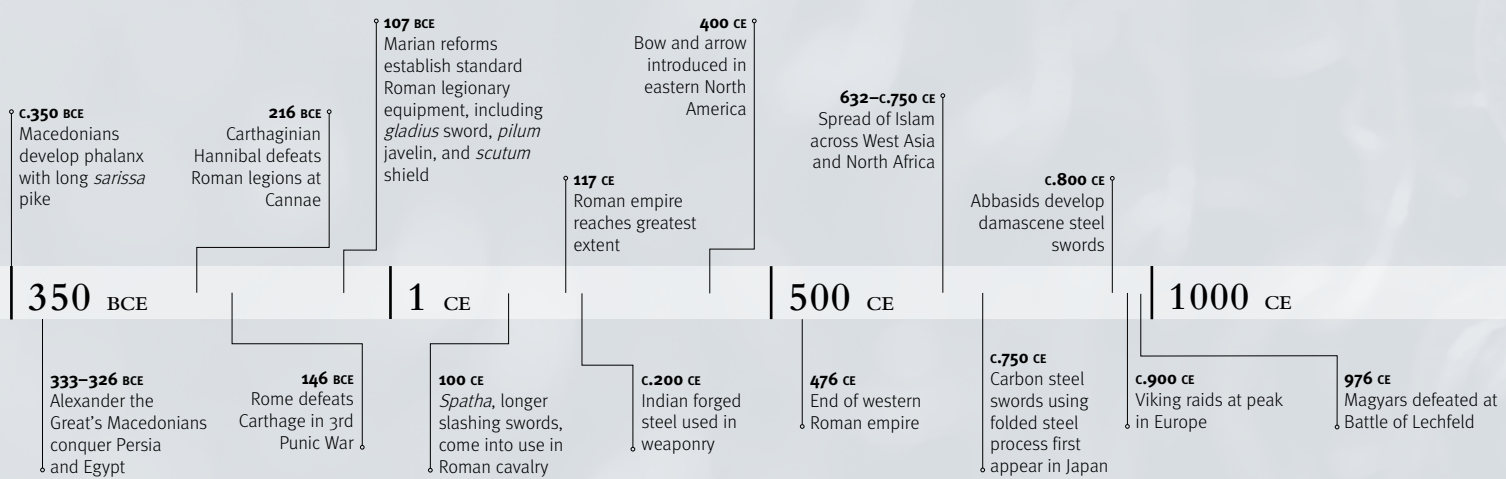 c.350 BCE
Macedonians
develop phalanx
with long sarissa
pike
216 BCE
Carthaginian
Hannibal defeats
Roman legions at
Cannae
107 BCE
Marian reforms
establish standard
Roman legionary
equipment, including
gladius sword, pilum
javelin, and scutum
shield
117 CE
Roman empire
reaches greatest
extent
400 CE
Bow and arrow
introduced in
eastern North
America
632–c.750 CE
Spread of Islam
across West Asia
and North Africa
c.800 CE
Abbasids develop
damascene steel
swords
350 BCE
1 CE
500 CE
1000 CE
333–326 BCE
Alexander the
Great's Macedonians
conquer Persia
and Egypt
146 BCE
Rome defeats
Carthage in 3rd
Punic War
100 CE
Spatha, longer
slashing swords,
come into use in
Roman cavalry
c.200 CE
Indian forged
steel used in
weaponry
476 CE
End of western
Roman empire
c.750 CE
Carbon steel
swords using
folded steel
process first
appear in Japan
c.900 CE
Viking raids at peak
in Europe
976 CE
Magyars defeated at
Battle of Lechfeld